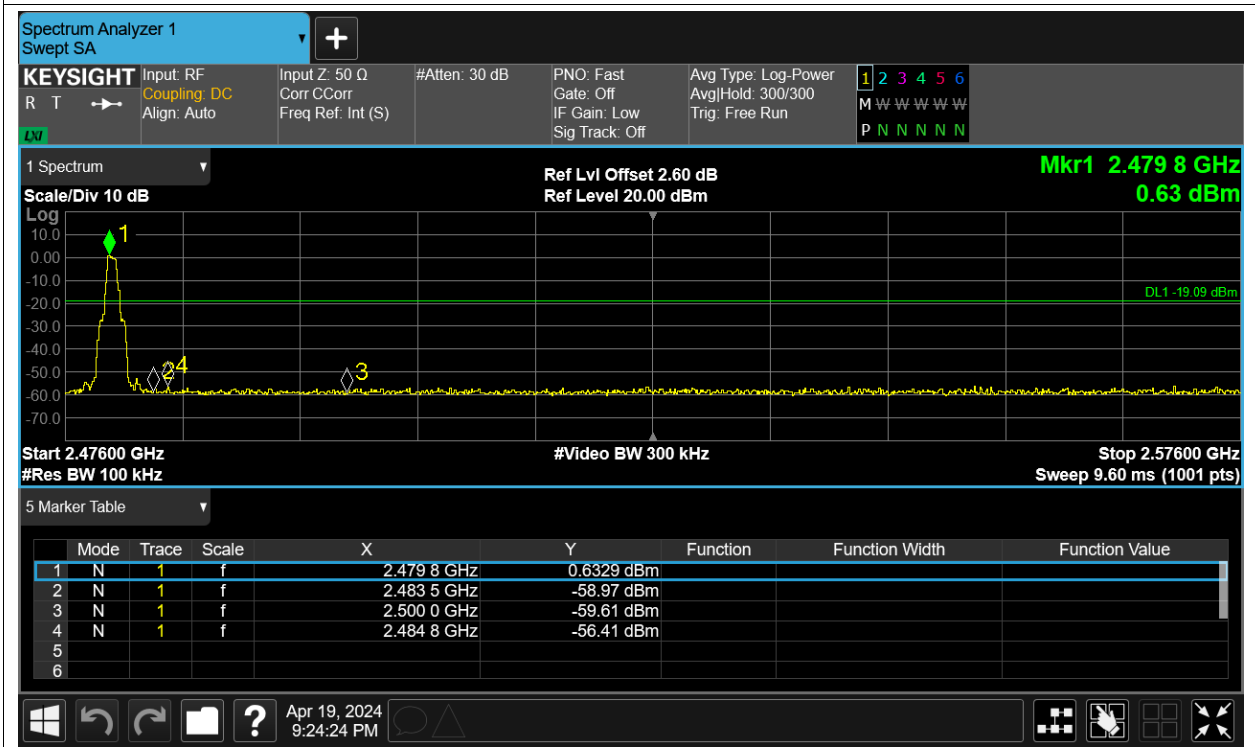 Spectrum Analyzer 1
Swept SA
+
KEYSIGHT
R T
LXI
Input: RF
Coupling: DC
Align: Auto
Input Z: 50 Ω
Corr CCorr
Freq Ref: Int (S)
#Atten: 30 dB
PNO: Fast
Gate: Off
IF Gain: Low
Sig Track: Off
Avg Type: Log-Power
Avg|Hold: 300/300
Trig: Free Run
1 2 3 4 5 6
M W W W W W
P N N N N N
1 Spectrum
Scale/Div 10 dB
Ref Lvl Offset 2.60 dB
Ref Level 20.00 dBm
Mkr1 2.479 8 GHz
0.63 dBm
Log
10.0
0.00
-10.0
-20.0
-30.0
-40.0
-50.0
-60.0
-70.0
1
2
4
3
DL1 -19.09 dBm
Start 2.47600 GHz
#Res BW 100 kHz
#Video BW 300 kHz
Stop 2.57600 GHz
Sweep 9.60 ms (1001 pts)
5 Marker Table
Mode Trace Scale X Y Function Function Width Function Value
1 N 1 f 2.479 8 GHz 0.6329 dBm
2 N 1 f 2.483 5 GHz -58.97 dBm
3 N 1 f 2.500 0 GHz -59.61 dBm
4 N 1 f 2.484 8 GHz -56.41 dBm
5
6
?
Apr 19, 2024
9:24:24 PM